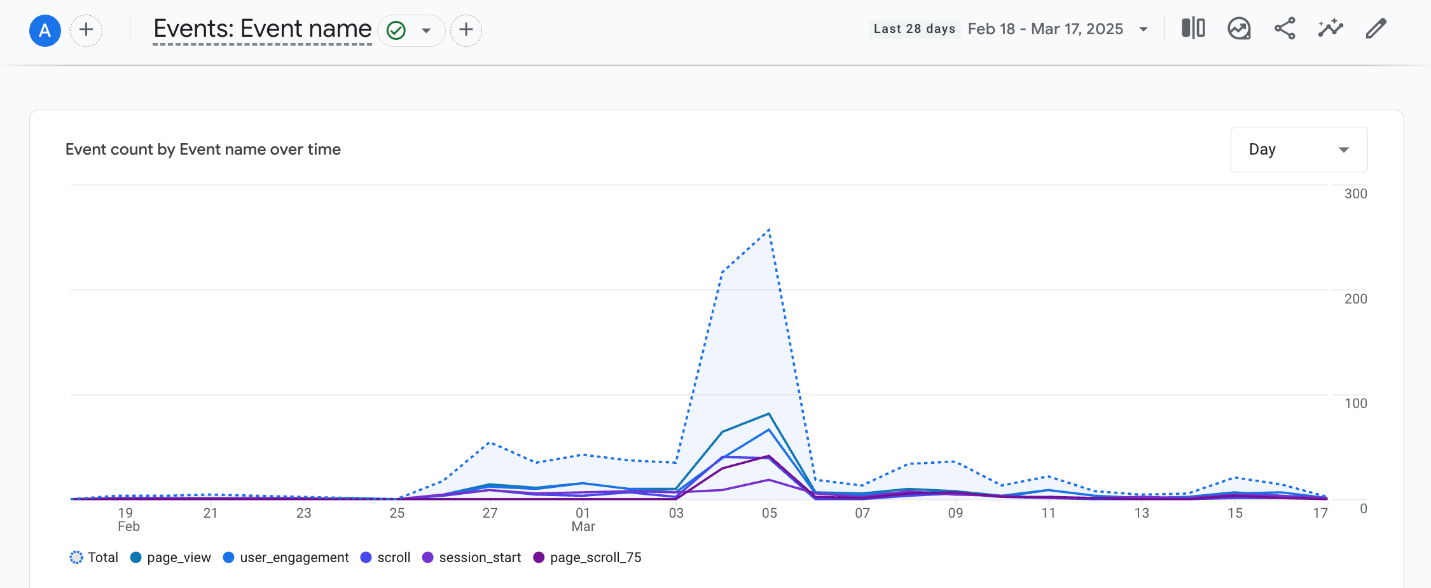 A
Events: Event name
Last 28 days Feb 18 - Mar 17, 2025
Event count by Event name over time
Day
300
200
100
0
19 21 23 25 27 01 03 05 07 09 11 13 15 17
Feb Mar
Total page_view user_engagement scroll session_start page_scroll_75